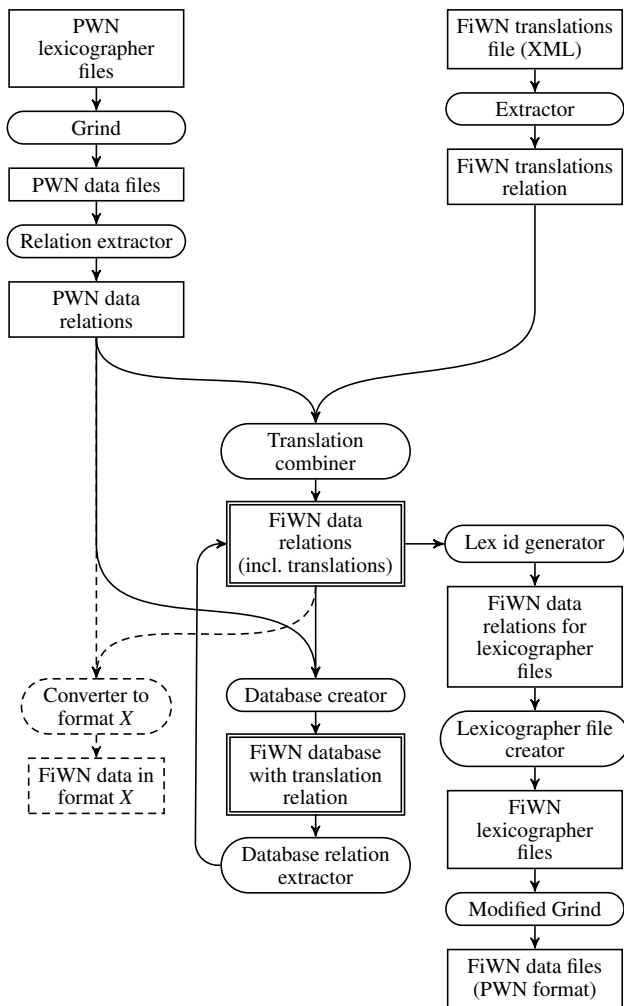 PWN
lexicographer
files
Grind
PWN data files
Relation extractor
PWN data
relations
FiWN translations
file (XML)
Extractor
FiWN translations
relation
Translation
combiner
FiWN data
relations
(incl. translations)
Lex id generator
FiWN data
relations for
lexicographer
files
Lexicographer file
creator
FiWN
lexicographer
files
Modified Grind
FiWN data files
(PWN format)
Converter to
format X
FiWN data in
format X
Database creator
FiWN database
with translation
relation
Database relation
extractor